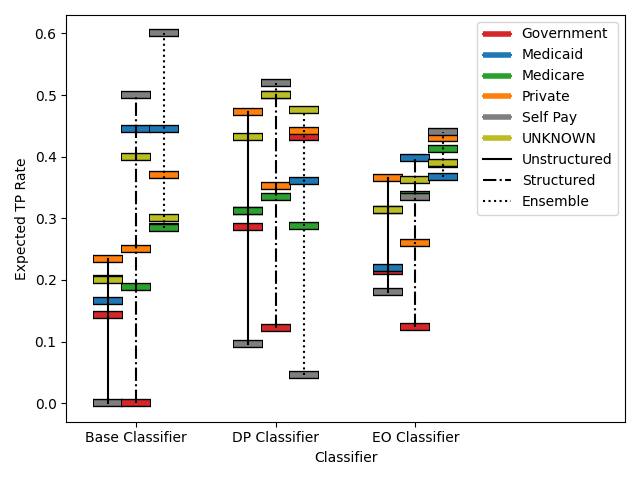 0.6
0.5
0.4
0.3
0.2
0.1
0.0
Expected TP Rate
Base Classifier
DP Classifier
EO Classifier
Classifier
Government
Medicaid
Medicare
Private
Self Pay
UNKNOWN
Unstructured
Structured
Ensemble